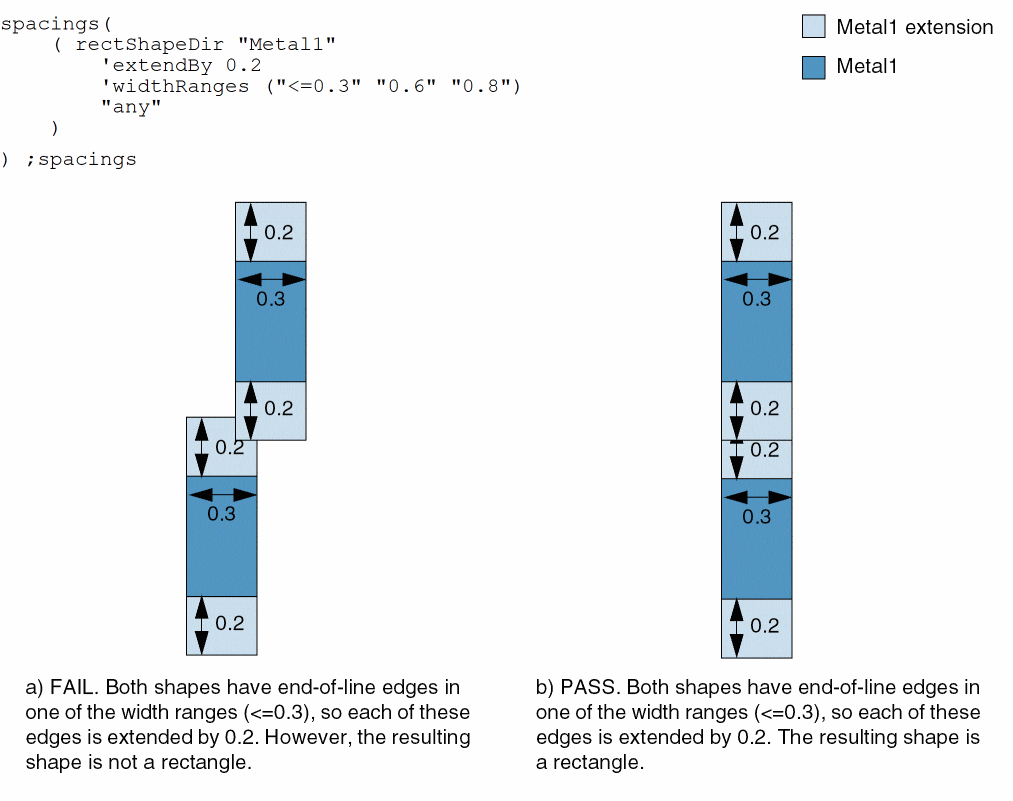 spacings(
( rectShapeDir "Metal1"
'extendBy 0.2
'widthRanges ("<=0.3" "0.6" "0.8")
"any"
)
) ;spacings
Metal1 extension
Metal1
0.2
0.3
0.2
0.2
0.3
0.2
0.2
0.3
0.2
0.2
0.3
0.2
a) FAIL. Both shapes have end-of-line edges in
one of the width ranges (<=0.3), so each of these
edges is extended by 0.2. However, the resulting
shape is not a rectangle.
b) PASS. Both shapes have end-of-line edges in
one of the width ranges (<=0.3), so each of these
edges is extended by 0.2. The resulting shape is
a rectangle.